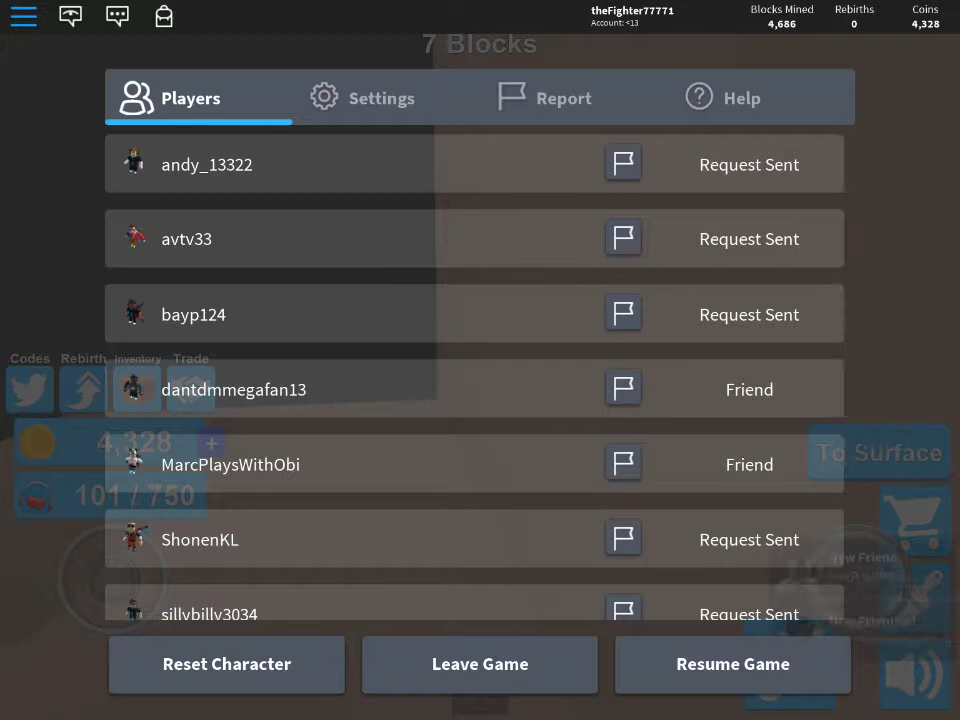 theFighter77771
Account: <13
Blocks Mined
4,686
Rebirths
0
Coins
4,328
7 Blocks
Players
Settings
Report
Help
andy_13322
Request Sent
avtv33
Request Sent
bayp124
Request Sent
Codes
Rebirth
Inventory
Trade
dantdmmegafan13
Friend
4,328
+
MarcPlaysWithObi
Friend
To Surface
101 / 750
ShonenKL
Request Sent
New Friend
sillybilly3034
Request Sent
Reset Character
Leave Game
Resume Game